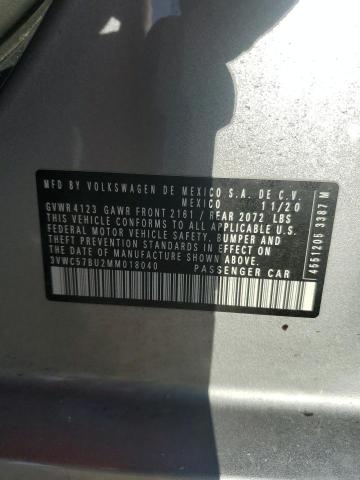 MFD BY VOLKSWAGEN DE MEXICO S.A. DE C.V.
MEXICO 11/20
GVWR 4123 GAWR FRONT 2161 / REAR 2072 LBS
THIS VEHICLE CONFORMS TO ALL APPLICABLE U.S.
FEDERAL MOTOR VEHICLE SAFETY, BUMPER AND
THEFT PREVENTION STANDARDS IN EFFECT ON
THE DATE OF MANUFACTURE SHOWN ABOVE.
3VWC57BU2MM018040 PASSENGER CAR
4551205 3387 M